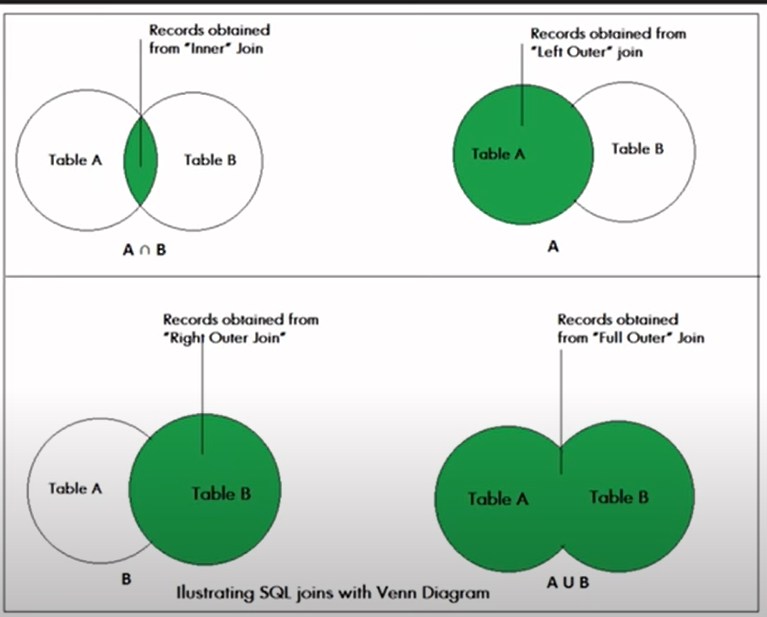 Records obtained
from "Inner" Join
Table A
Table B
A ∩ B
Records obtained from
"Left Outer" join
Table A
Table B
A
Records obtained from
"Right Outer Join"
Table A
Table B
B
Records obtained
from "Full Outer" Join
Table A
Table B
A U B
Ilustrating SQL joins with Venn Diagram